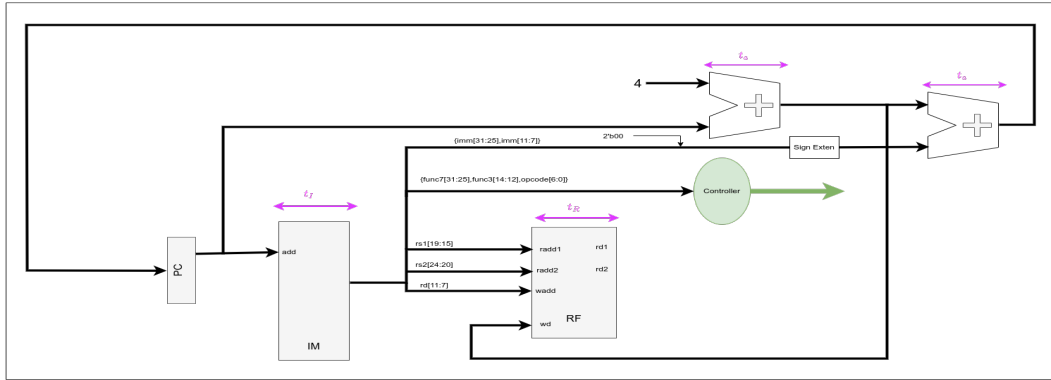 tₐ
tₐ
4
2'b00
{imm[31:25],imm[11:7]}
Sign Exten
{func7[31:25],func3[14:12],opcode[6:0]}
Controller
t_I
t_R
rs1[19:15]
radd1
rd1
add
PC
rs2[24:20]
radd2
rd2
rd[11:7]
wadd
wd
RF
IM